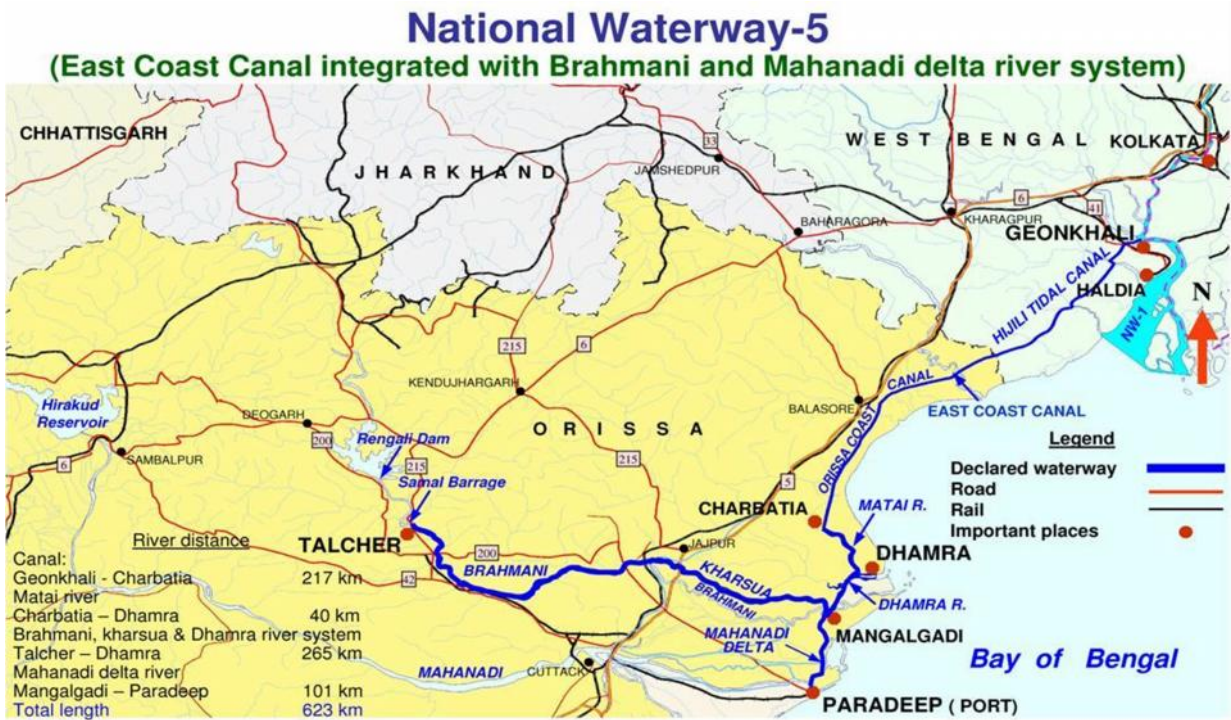 National Waterway-5
(East Coast Canal integrated with Brahmani and Mahanadi delta river system)
CHHATTISGARH
JHARKHAND
33
JAMSHEDPUR
WEST BENGAL
KOLKATA
BAHARAGORA
6
41
KHARAGPUR
GEONKHALI
HALDIA
N
NW-1
HIJILI TIDAL CANAL
215
6
KENDUJHARGARH
Hirakud
Reservoir
DEOGARH
200
Rengali Dam
ORISSA
BALASORE
ORISSA COAST CANAL
EAST COAST CANAL
6
SAMBALPUR
215
Samal Barrage
215
5
CHARBATIA
MATAI R.
Legend
Declared waterway
Road
Rail
Important places
TALCHER
BRAHMANI
200
42
JAJPUR
KHARSUA
BRAHMANI
DHAMRA
DHAMRA R.
MANGALGADI
MAHANADI
DELTA
Bay of Bengal
MAHANADI
CUTTACK
PARADEEP ( PORT)
River distance
Canal:
Geonkhali - Charbatia 217 km
Matai river
Charbatia – Dhamra 40 km
Brahmani, kharsua & Dhamra river system
Talcher – Dhamra 265 km
Mahanadi delta river
Mangalgadi – Paradeep 101 km
Total length 623 km